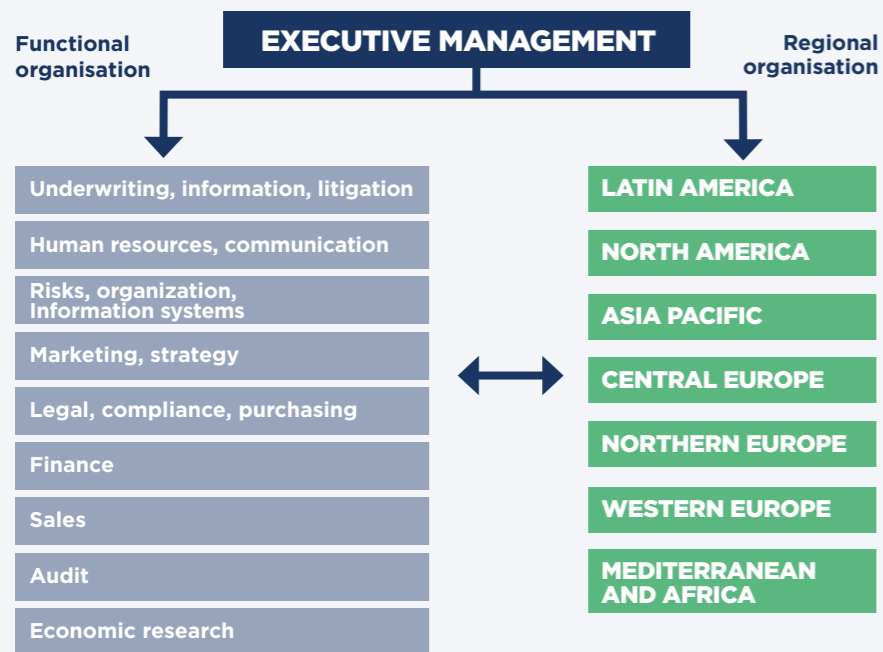 EXECUTIVE MANAGEMENT
Functional
organisation
Regional
organisation
Underwriting, information, litigation
Human resources, communication
Risks, organization,
Information systems
Marketing, strategy
Legal, compliance, purchasing
Finance
Sales
Audit
Economic research
LATIN AMERICA
NORTH AMERICA
ASIA PACIFIC
CENTRAL EUROPE
NORTHERN EUROPE
WESTERN EUROPE
MEDITERRANEAN
AND AFRICA